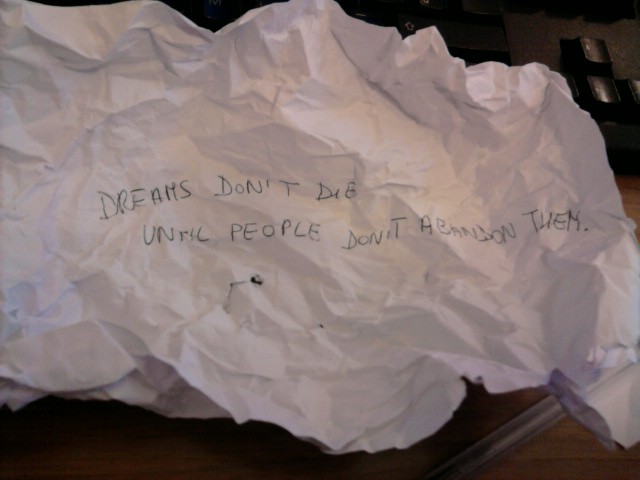 DREAMS DON'T DIE
UNTIL PEOPLE DON'T ABANDON THEM.